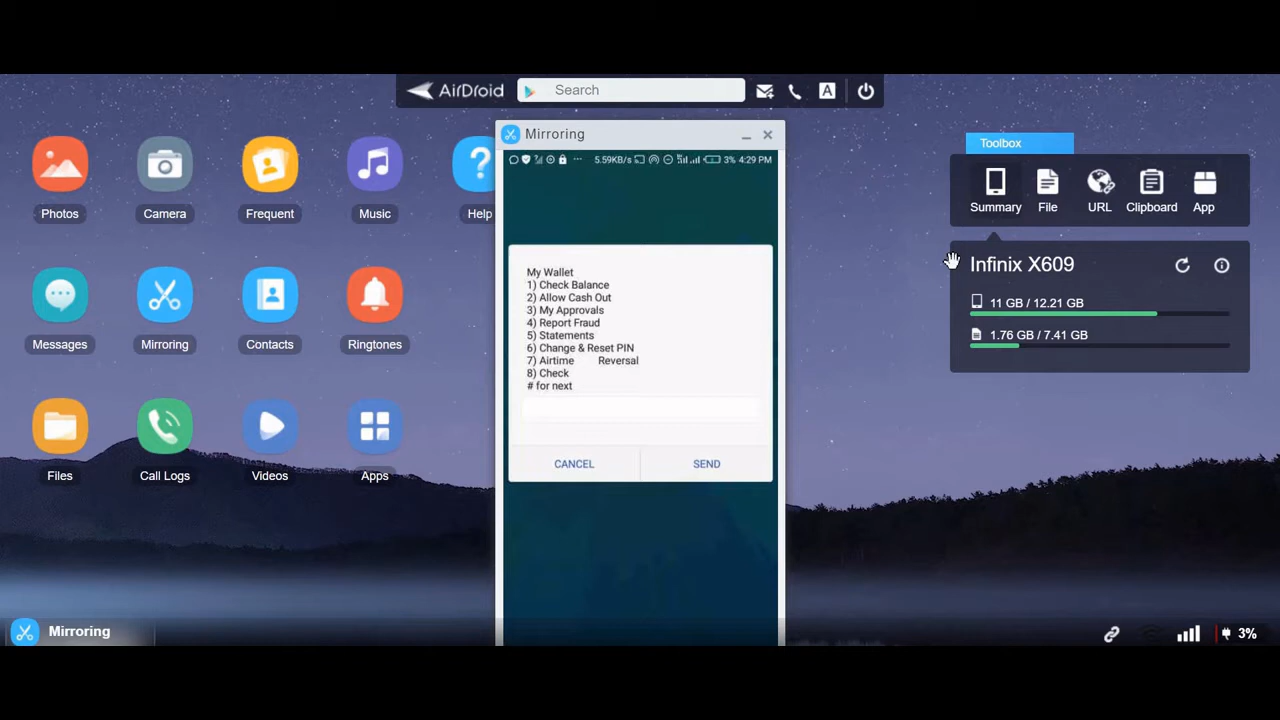 AirDroid
Search
A
Photos
Camera
Frequent
Music
Help
Messages
Mirroring
Contacts
Ringtones
Files
Call Logs
Videos
Apps
Mirroring
5.59KB/s 3% 4:29 PM
My Wallet
1) Check Balance
2) Allow Cash Out
3) My Approvals
4) Report Fraud
5) Statements
6) Change & Reset PIN
7) Airtime Reversal
8) Check
# for next
CANCEL
SEND
Toolbox
Summary
File
URL
Clipboard
App
Infinix X609
11 GB / 12.21 GB
1.76 GB / 7.41 GB
Mirroring
3%